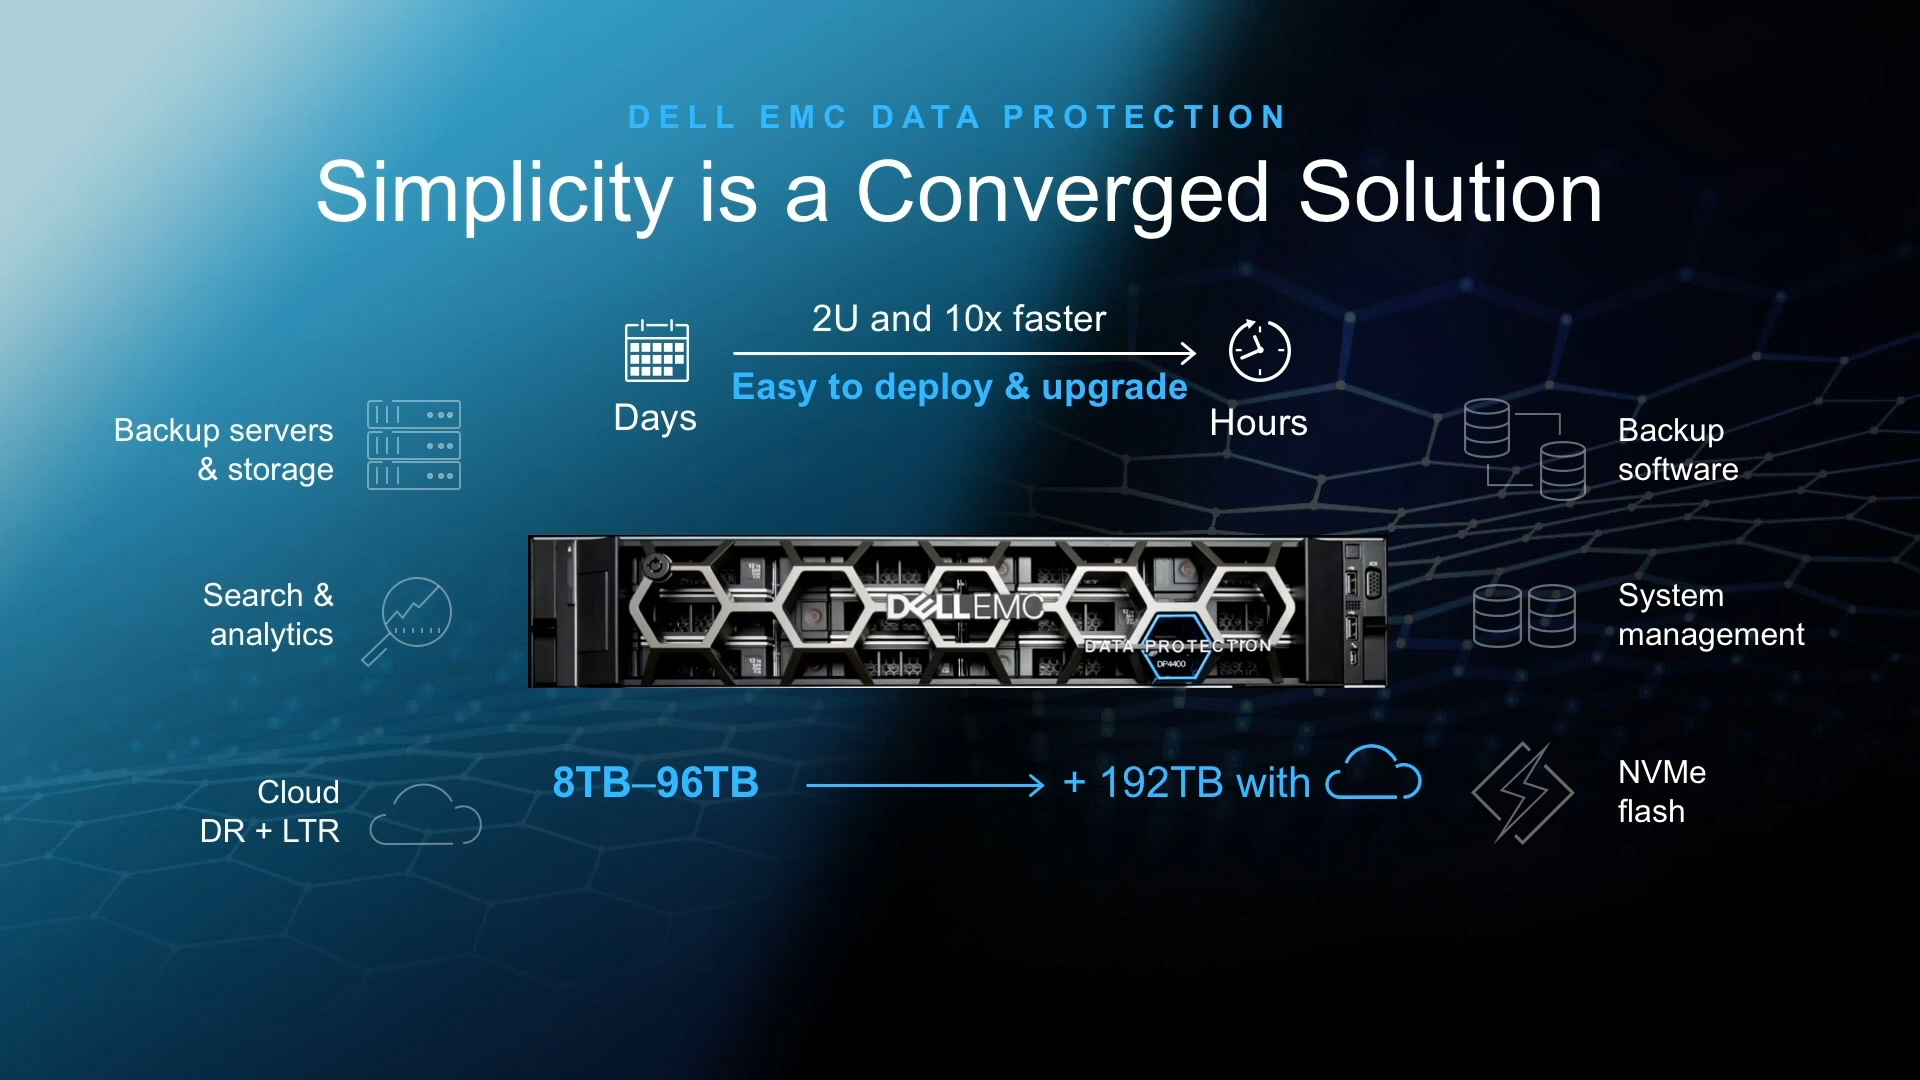 DELL EMC DATA PROTECTION
Simplicity is a Converged Solution
2U and 10x faster
Easy to deploy & upgrade
Days
Hours
Backup servers
& storage
Backup
software
DELL EMC
DATA PROTECTION
DP4400
Search &
analytics
System
management
8TB–96TB
+ 192TB with
Cloud
DR + LTR
NVMe
flash